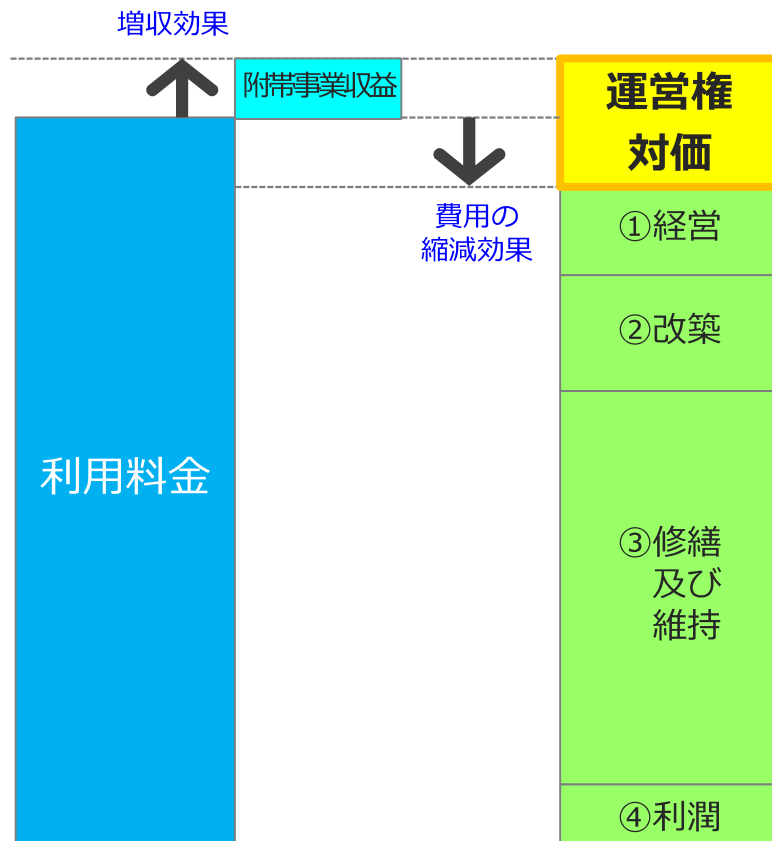 増収効果
附帯事業収益
利用料金
費用の
縮減効果
運営権
対価
①経営
②改築
③修繕
及び
維持
④利潤